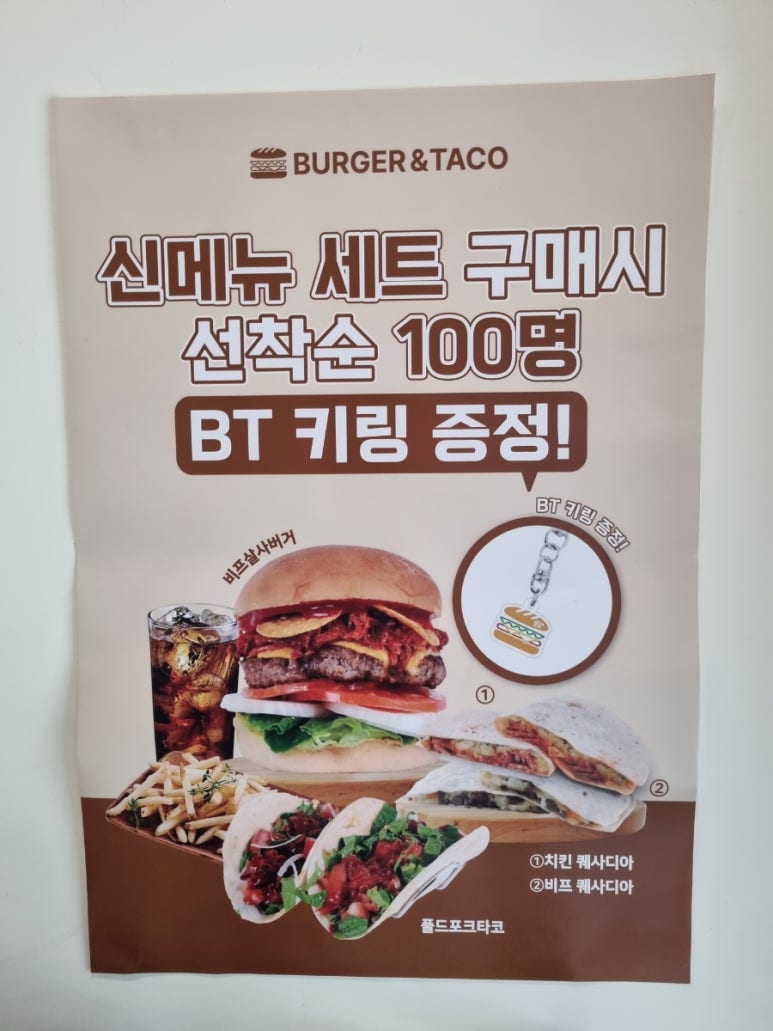 BURGER&TACO
신메뉴 세트 구매시
선착순 100명
BT 키링 증정!
BT 키링 증정!
비프살사버거
①
②
①치킨 퀘사디아
②비프 퀘사디아
풀드포크타코